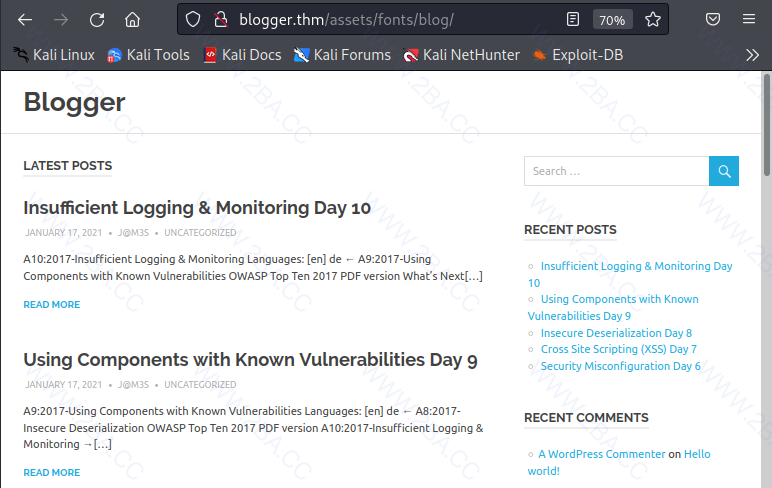 blogger.thm/assets/fonts/blog/
70%
Kali Linux Kali Tools Kali Docs Kali Forums Kali NetHunter Exploit-DB
Blogger
LATEST POSTS
Insufficient Logging & Monitoring Day 10
JANUARY 17, 2021 • J@M3S • UNCATEGORIZED
A10:2017-Insufficient Logging & Monitoring Languages: [en] de ← A9:2017-Using
Components with Known Vulnerabilities OWASP Top Ten 2017 PDF version What's Next[…]
READ MORE
Using Components with Known Vulnerabilities Day 9
JANUARY 17, 2021 • J@M3S • UNCATEGORIZED
A9:2017-Using Components with Known Vulnerabilities Languages: [en] de ← A8:2017-
Insecure Deserialization OWASP Top Ten 2017 PDF version A10:2017-Insufficient Logging &
Monitoring →[…]
READ MORE
Search …
RECENT POSTS
Insufficient Logging & Monitoring Day
10
Using Components with Known
Vulnerabilities Day 9
Insecure Deserialization Day 8
Cross Site Scripting (XSS) Day 7
Security Misconfiguration Day 6
RECENT COMMENTS
A WordPress Commenter on Hello
world!
WWW.2BA.CC